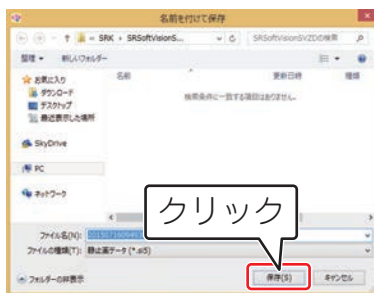 名前を付けて保存
« SRK ▸ SRSoftVisionS...
SRSoftVisionSVZDの検索
整理 ▾ 新しいフォルダー
お気に入り
ダウンロード
デスクトップ
最近表示した場所
SkyDrive
PC
ネットワーク
名前 更新日時 種類
検索条件に一致する項目はありません。
クリック
ファイル名(N):
ファイルの種類(T): 静止画データ (*.si5)
フォルダーの非表示
保存(S) キャンセル